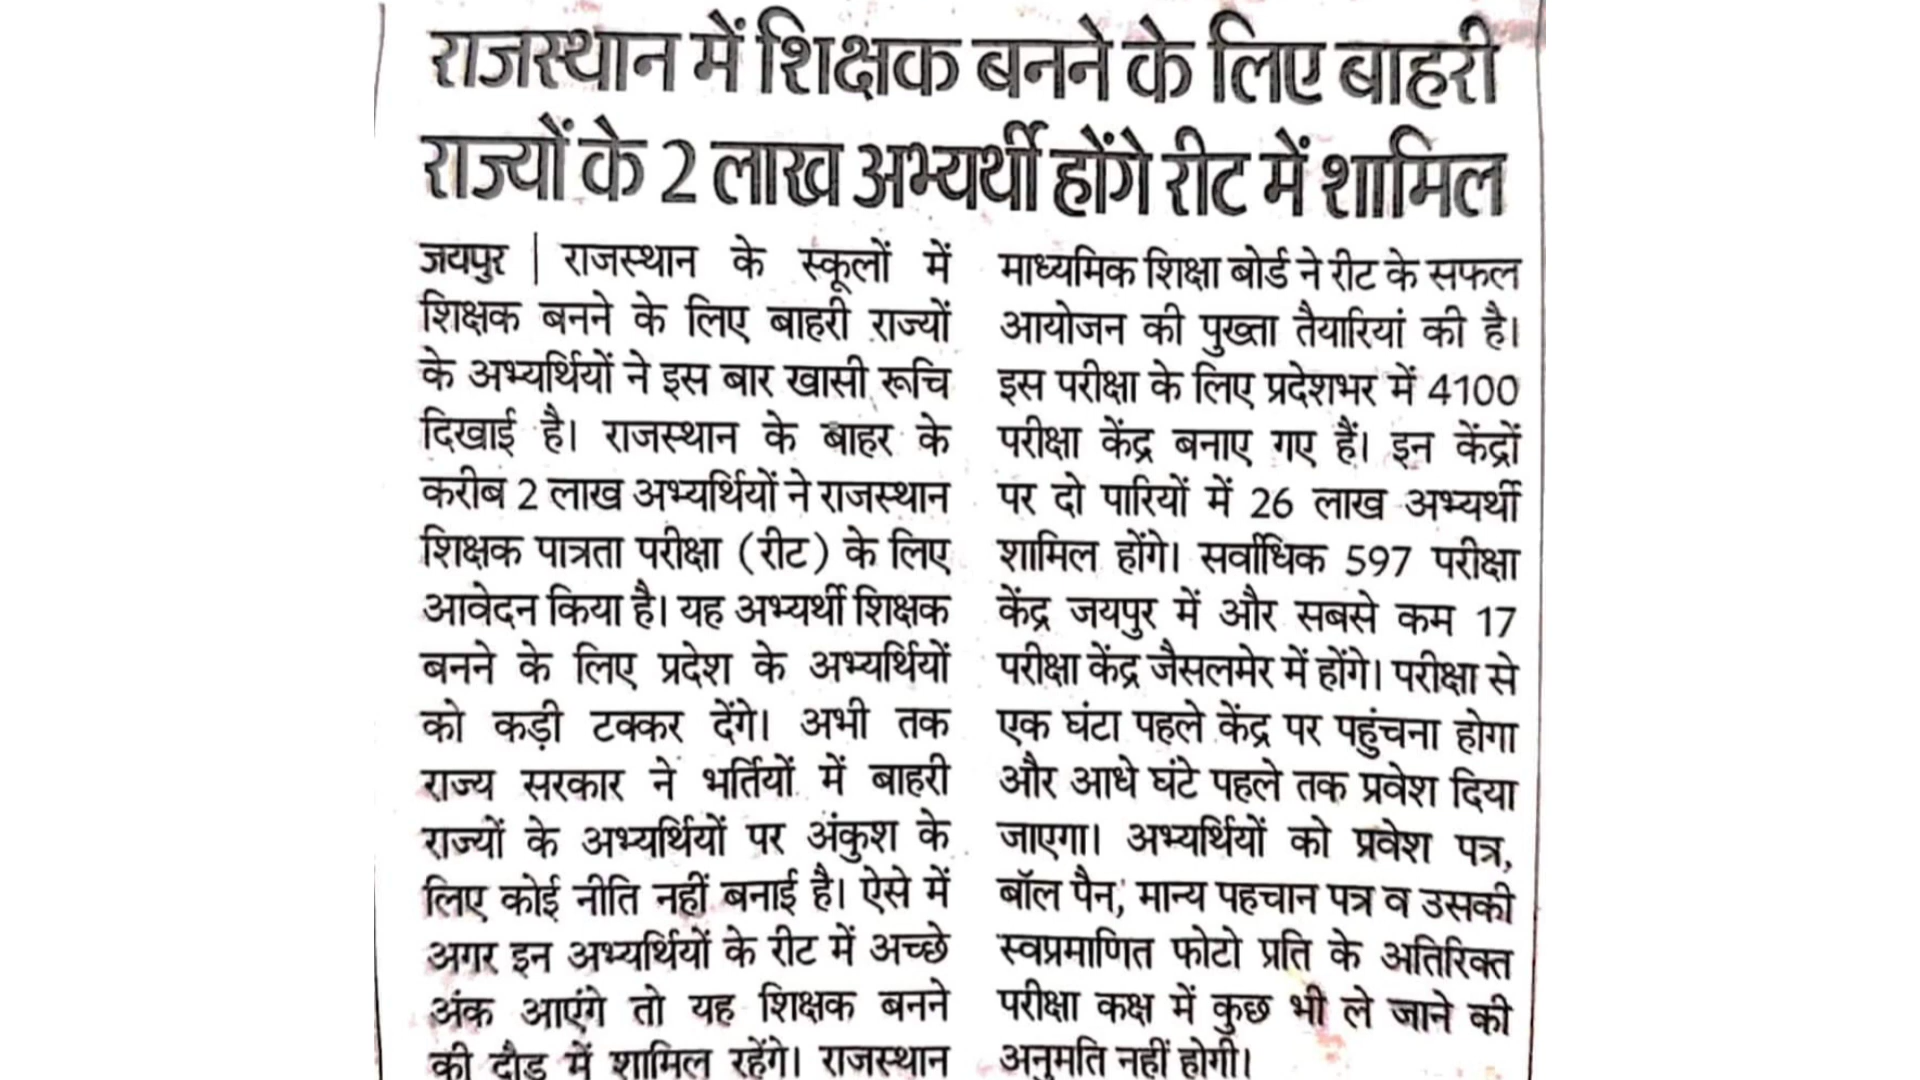 राजस्थान में शिक्षक बनने के लिए बाहरी
राज्यों के 2 लाख अभ्यर्थी होंगे रीट में शामिल
जयपुर | राजस्थान के स्कूलों में
शिक्षक बनने के लिए बाहरी राज्यों
के अभ्यर्थियों ने इस बार खासी रूचि
दिखाई है। राजस्थान के बाहर के
करीब 2 लाख अभ्यर्थियों ने राजस्थान
शिक्षक पात्रता परीक्षा (रीट) के लिए
आवेदन किया है। यह अभ्यर्थी शिक्षक
बनने के लिए प्रदेश के अभ्यर्थियों
को कड़ी टक्कर देंगे। अभी तक
राज्य सरकार ने भर्तियों में बाहरी
राज्यों के अभ्यर्थियों पर अंकुश के
लिए कोई नीति नहीं बनाई है। ऐसे में
अगर इन अभ्यर्थियों के रीट में अच्छे
अंक आएंगे तो यह शिक्षक बनने
की दौड़ में शामिल रहेंगे। राजस्थान
माध्यमिक शिक्षा बोर्ड ने रीट के सफल
आयोजन की पुख्ता तैयारियां की है।
इस परीक्षा के लिए प्रदेशभर में 4100
परीक्षा केंद्र बनाए गए हैं। इन केंद्रों
पर दो पारियों में 26 लाख अभ्यर्थी
शामिल होंगे। सर्वाधिक 597 परीक्षा
केंद्र जयपुर में और सबसे कम 17
परीक्षा केंद्र जैसलमेर में होंगे। परीक्षा से
एक घंटा पहले केंद्र पर पहुंचना होगा
और आधे घंटे पहले तक प्रवेश दिया
जाएगा। अभ्यर्थियों को प्रवेश पत्र,
बॉल पैन, मान्य पहचान पत्र व उसकी
स्वप्रमाणित फोटो प्रति के अतिरिक्त
परीक्षा कक्ष में कुछ भी ले जाने की
अनुमति नहीं होगी।